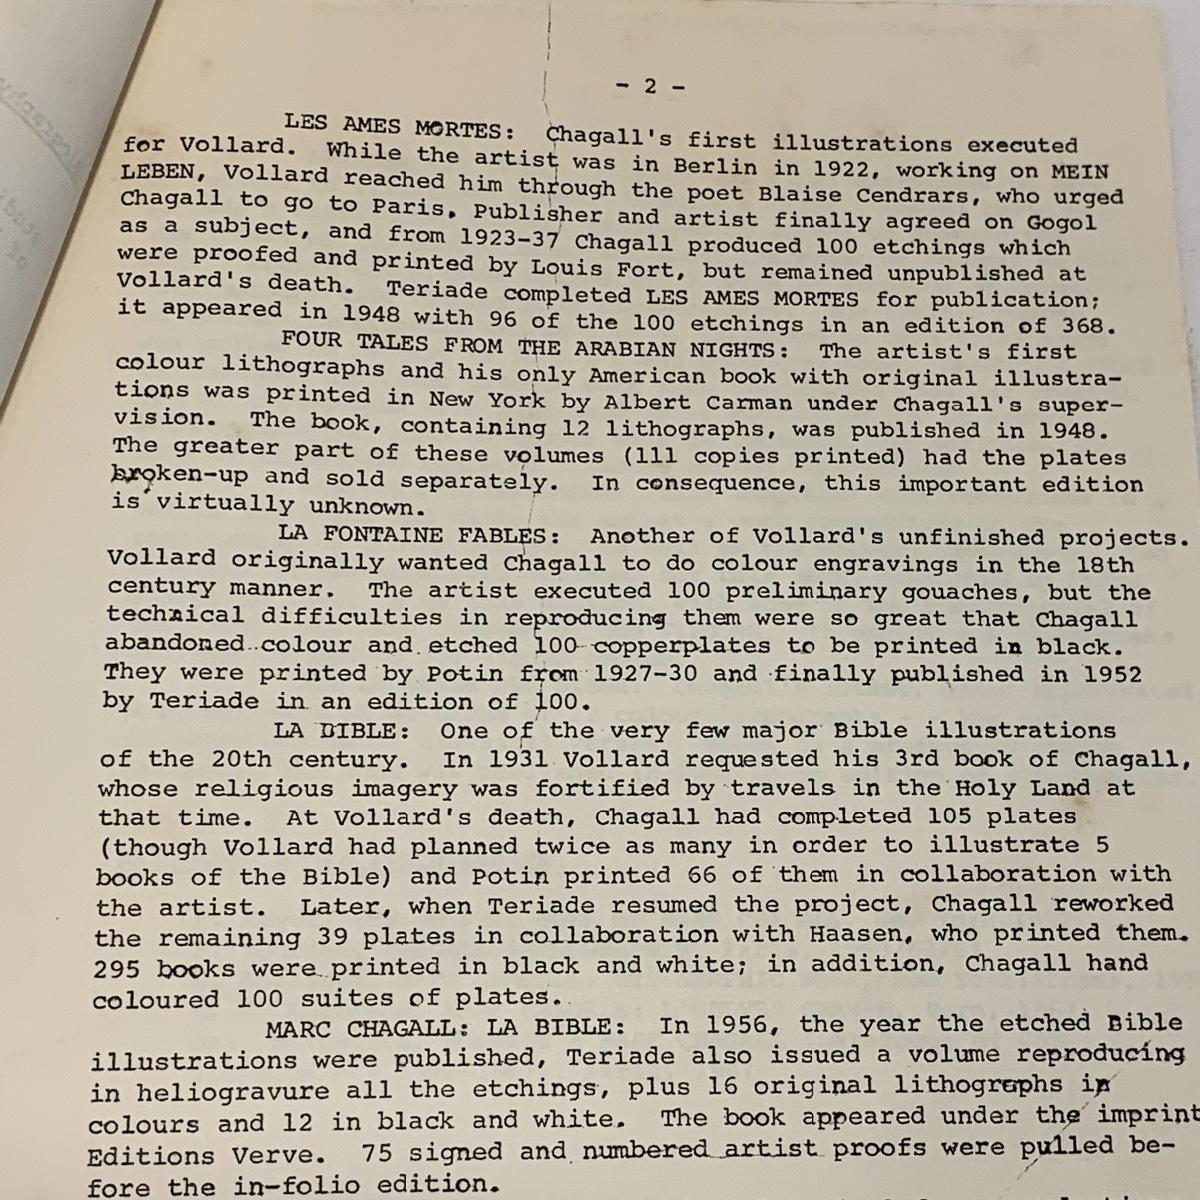 - 2 -
LES AMES MORTES: Chagall's first illustrations executed
for Vollard. While the artist was in Berlin in 1922, working on MEIN
LEBEN, Vollard reached him through the poet Blaise Cendrars, who urged
Chagall to go to Paris. Publisher and artist finally agreed on Gogol
as a subject, and from 1923-37 Chagall produced 100 etchings which
were proofed and printed by Louis Fort, but remained unpublished at
Vollard's death. Teriade completed LES AMES MORTES for publication;
it appeared in 1948 with 96 of the 100 etchings in an edition of 368.
FOUR TALES FROM THE ARABIAN NIGHTS: The artist's first
colour lithographs and his only American book with original illustra-
tions was printed in New York by Albert Carman under Chagall's super-
vision. The book, containing 12 lithographs, was published in 1948.
The greater part of these volumes (111 copies printed) had the plates
broken-up and sold separately. In consequence, this important edition
is virtually unknown.
LA FONTAINE FABLES: Another of Vollard's unfinished projects.
Vollard originally wanted Chagall to do colour engravings in the 18th
century manner. The artist executed 100 preliminary gouaches, but the
technical difficulties in reproducing them were so great that Chagall
abandoned colour and etched 100 copperplates to be printed in black.
They were printed by Potin from 1927-30 and finally published in 1952
by Teriade in an edition of 100.
LA BIBLE: One of the very few major Bible illustrations
of the 20th century. In 1931 Vollard requested his 3rd book of Chagall,
whose religious imagery was fortified by travels in the Holy Land at
that time. At Vollard's death, Chagall had completed 105 plates
(though Vollard had planned twice as many in order to illustrate 5
books of the Bible) and Potin printed 66 of them in collaboration with
the artist. Later, when Teriade resumed the project, Chagall reworked
the remaining 39 plates in collaboration with Haasen, who printed them.
295 books were printed in black and white; in addition, Chagall hand
coloured 100 suites of plates.
MARC CHAGALL: LA BIBLE: In 1956, the year the etched Bible
illustrations were published, Teriade also issued a volume reproducing
in heliogravure all the etchings, plus 16 original lithographs in
colours and 12 in black and white. The book appeared under the imprint
Editions Verve. 75 signed and numbered artist proofs were pulled be-
fore the in-folio edition.